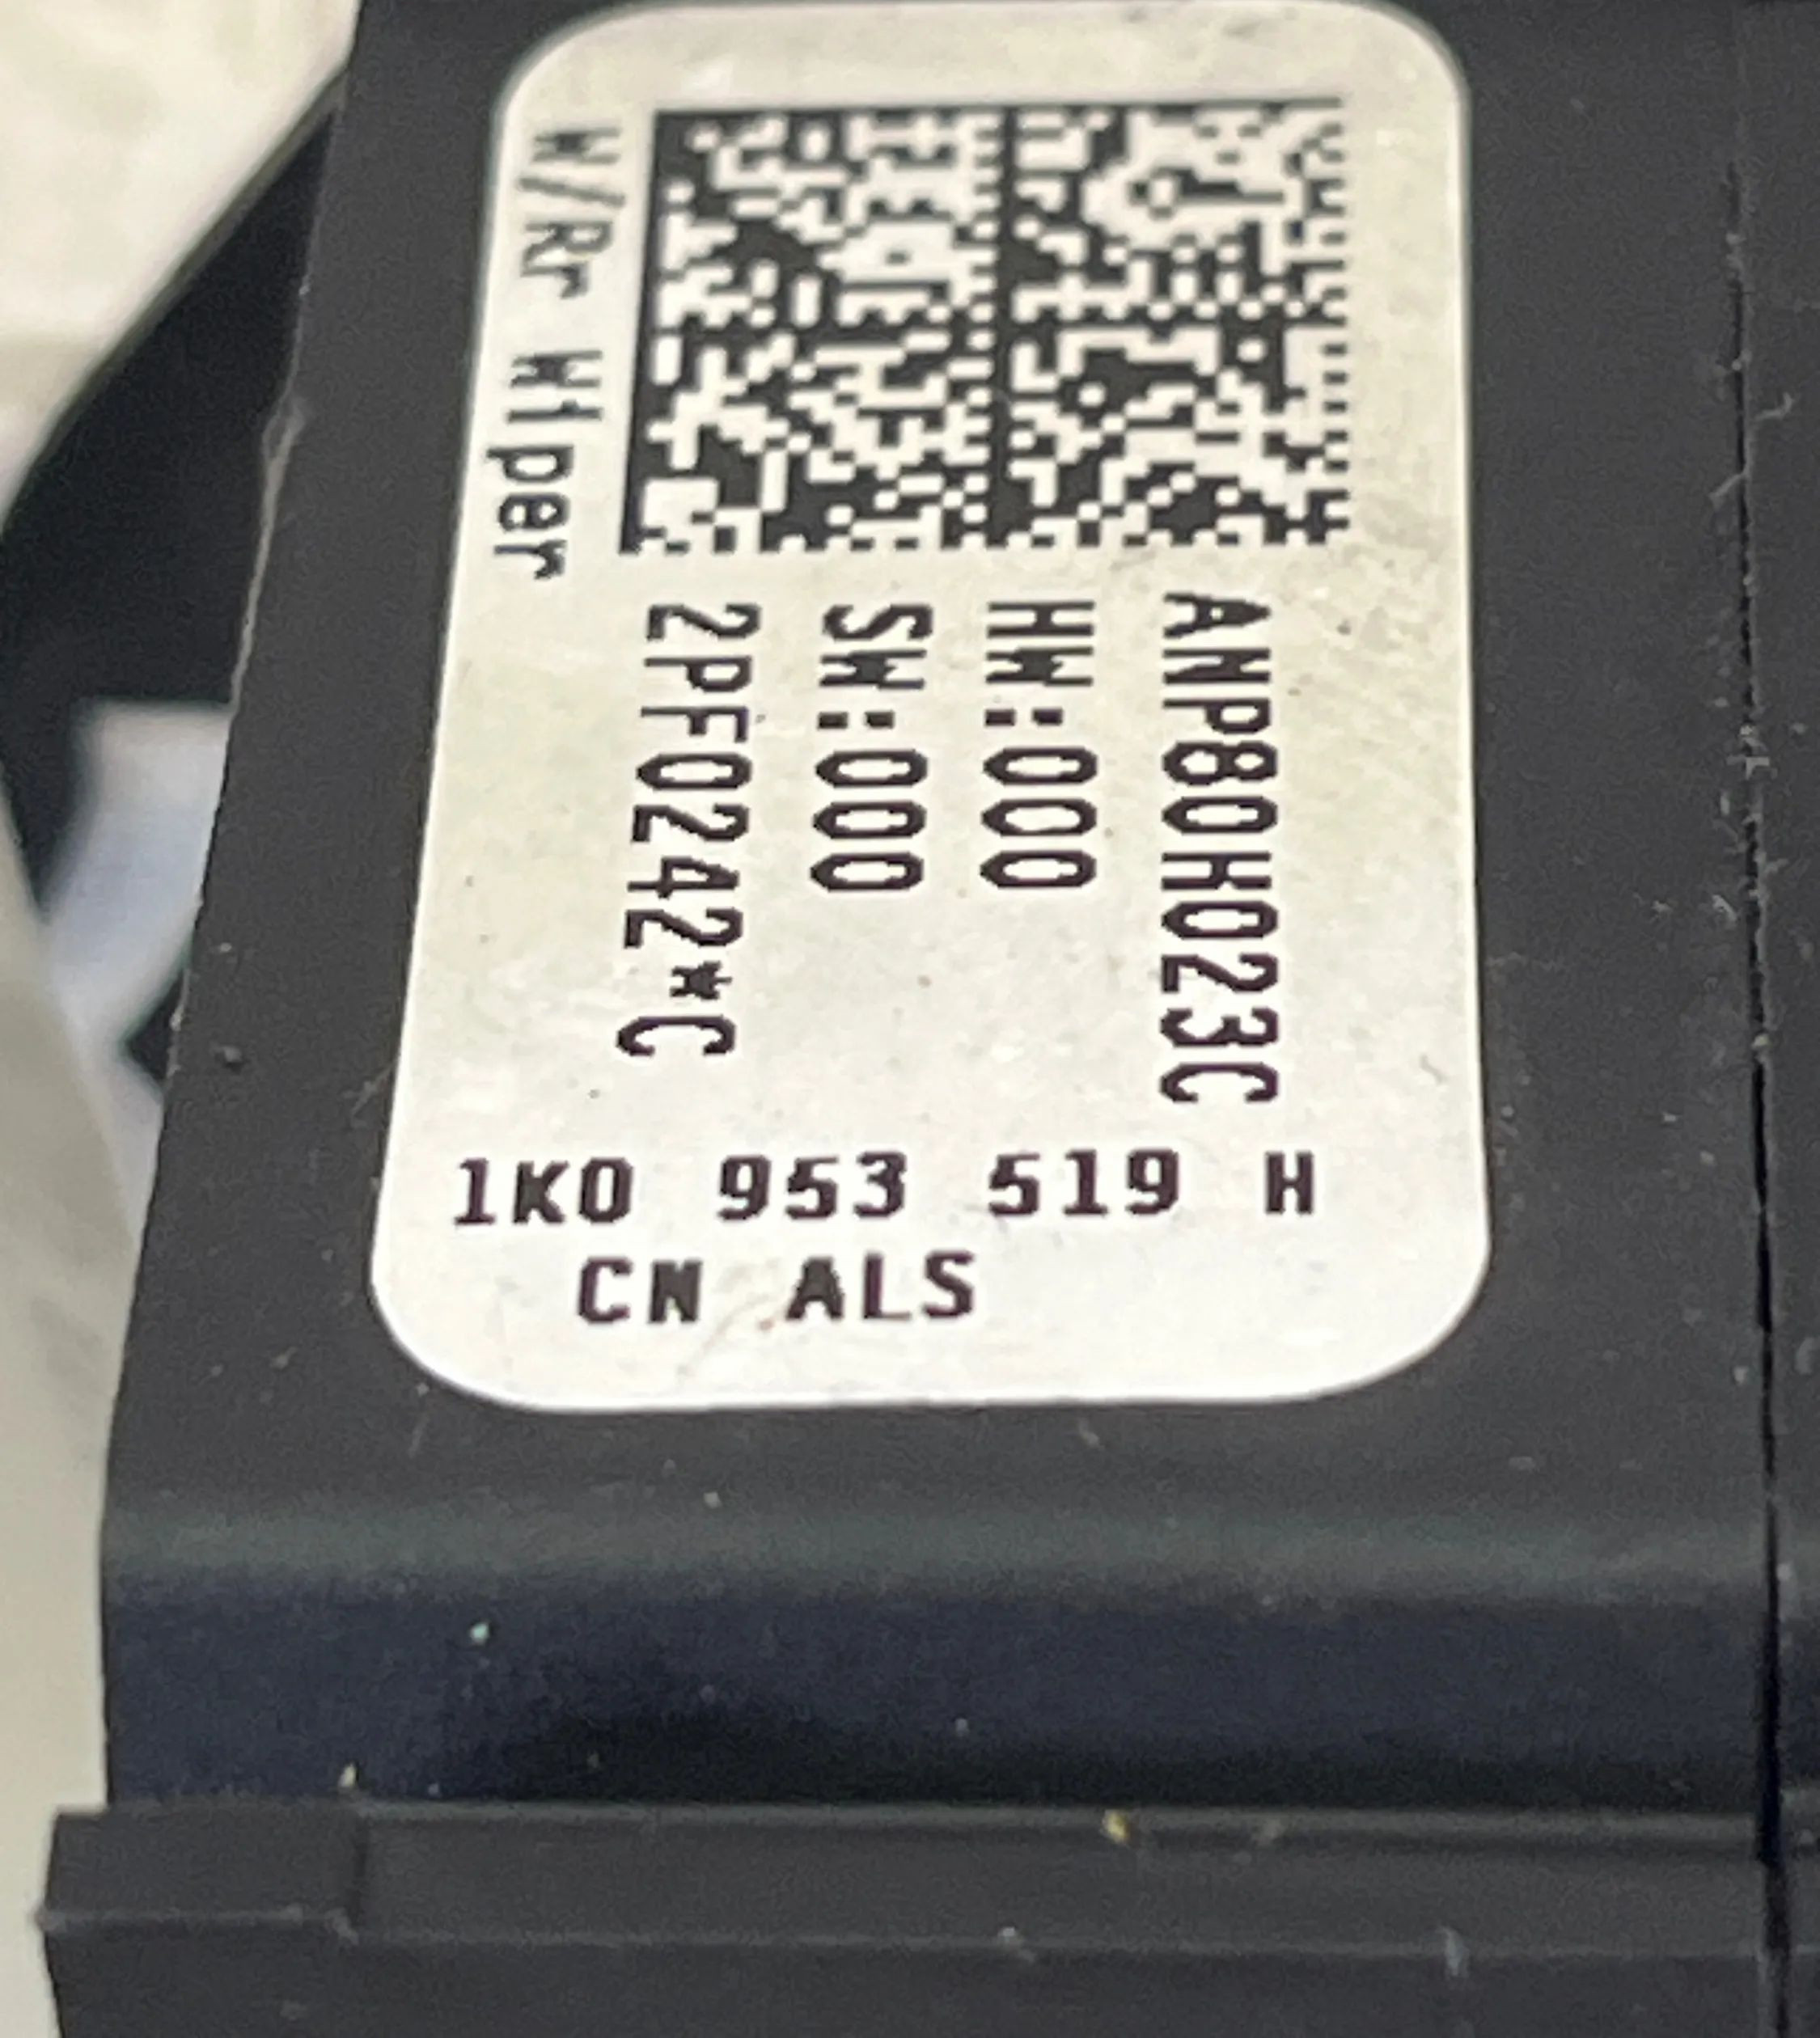 ANP80H023C
HW:000
SW:000
2PF0242*C
W/Rr Wiper
1K0 953 519 H
CN ALS